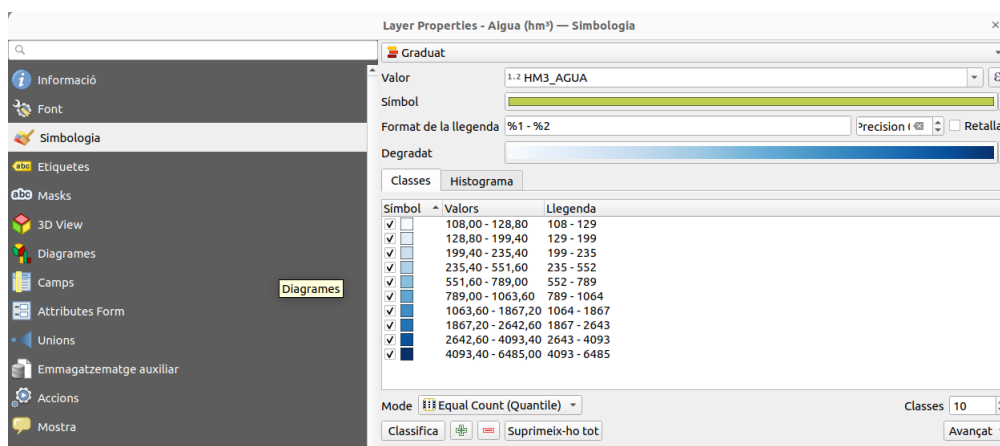 Layer Properties - Aigua (hm³) — Simbologia
Informació
Font
Simbologia
abc Etiquetes
abc Masks
3D View
Diagrames
Camps
Diagrames
Attributes Form
Unions
Emmagatzematge auxiliar
Accions
Mostra
Graduat
Valor 1.2 HM3_AGUA ε
Símbol
Format de la llegenda %1 - %2 Precision Retalla
Degradat
Classes Histograma
Símbol Valors Llegenda
108,00 - 128,80 108 - 129
128,80 - 199,40 129 - 199
199,40 - 235,40 199 - 235
235,40 - 551,60 235 - 552
551,60 - 789,00 552 - 789
789,00 - 1063,60 789 - 1064
1063,60 - 1867,20 1064 - 1867
1867,20 - 2642,60 1867 - 2643
2642,60 - 4093,40 2643 - 4093
4093,40 - 6485,00 4093 - 6485
Mode Equal Count (Quantile) Classes 10
Classifica Suprimeix-ho tot Avançat